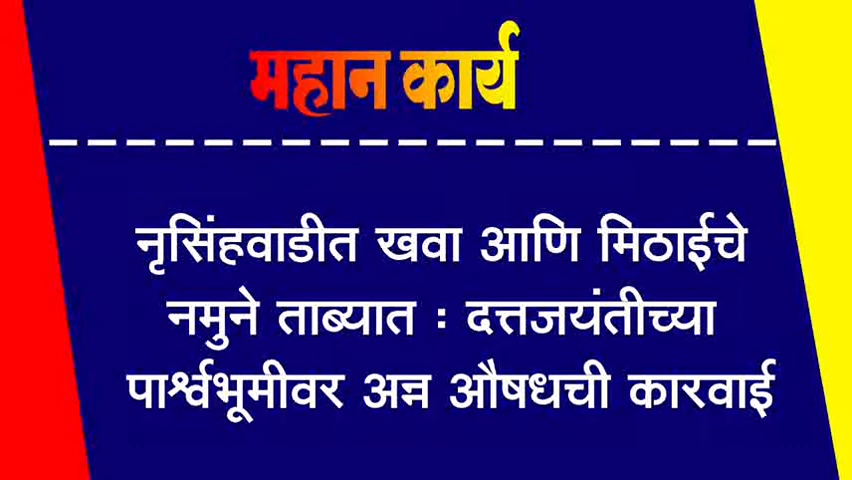 महान कार्य
नृसिंहवाडीत खवा आणि मिठाईचे
नमुने ताब्यात : दत्तजयंतीच्या
पार्श्वभूमीवर अन्न औषधची कारवाई